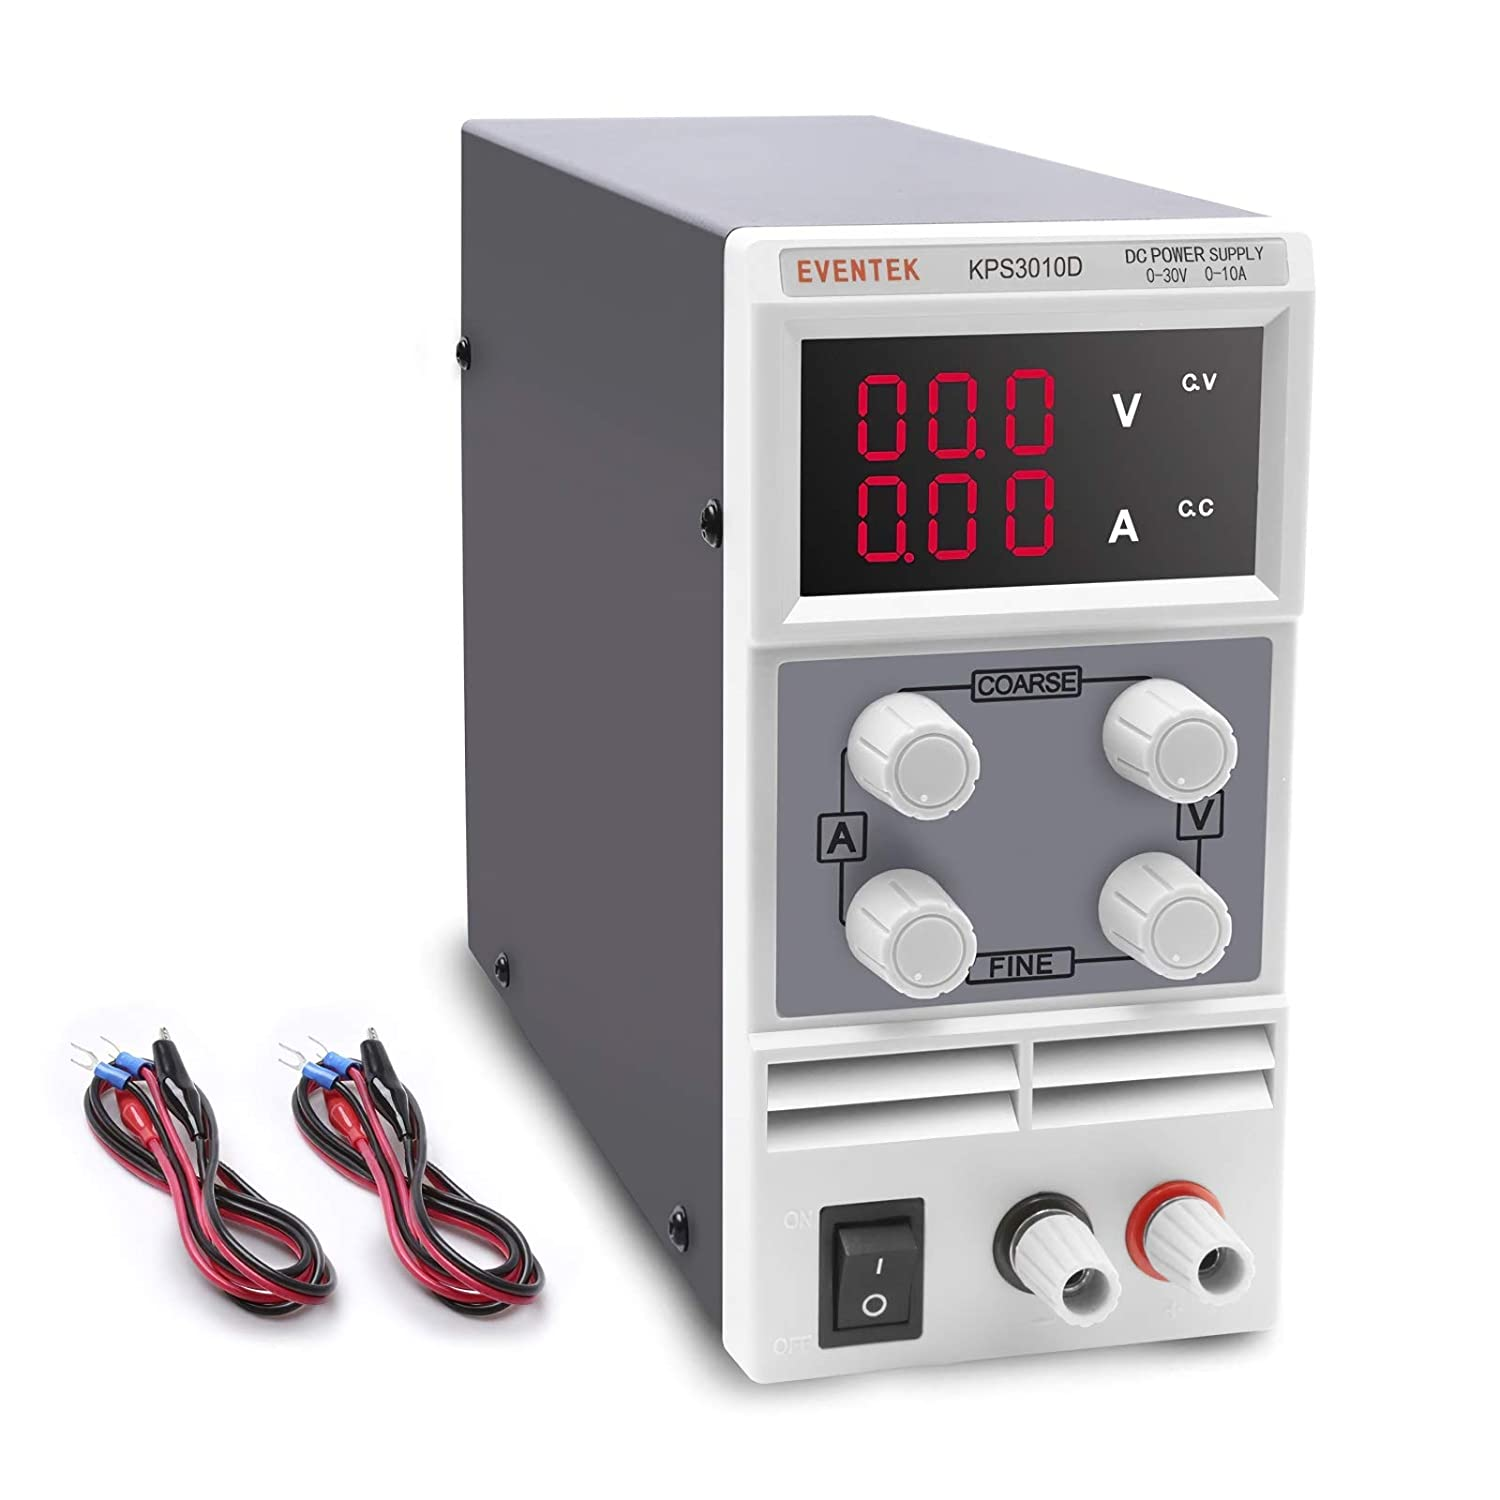 EVENTEK KPS3010D DC POWER SUPPLY
0-30V 0-10A
00.0 V C.V
0.00 A C.C
COARSE
A V
FINE
ON
I
O
OFF
- +